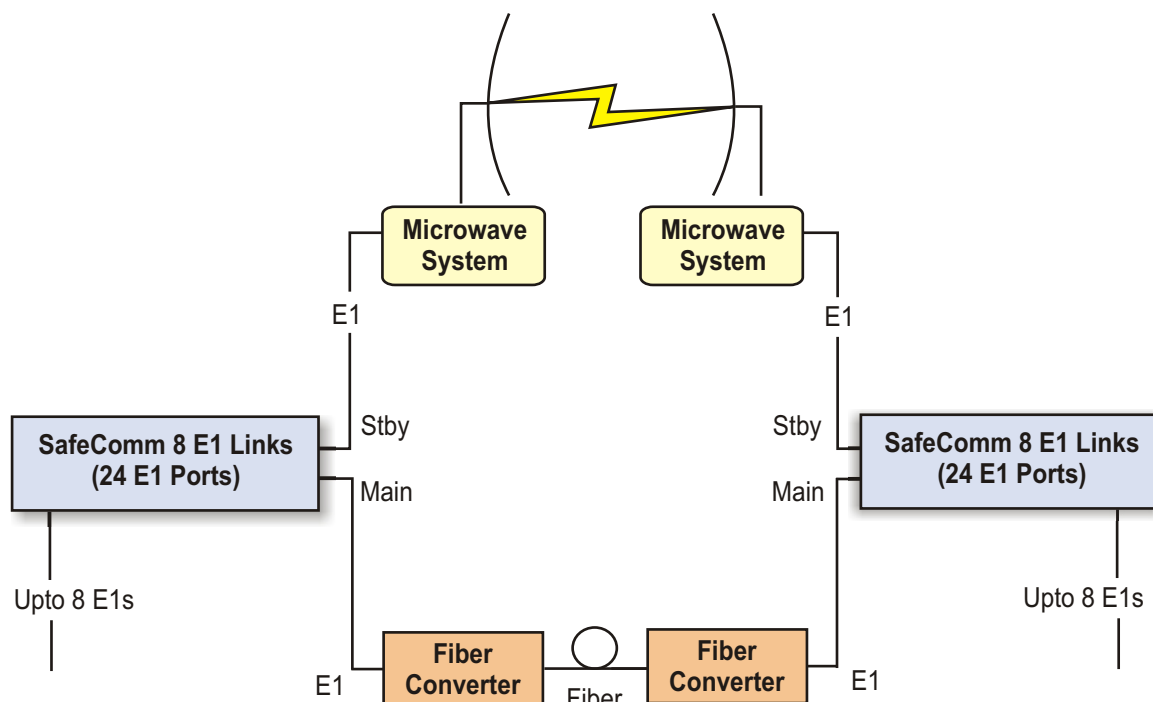 Microwave
System
Microwave
System
E1
E1
Stby
Stby
SafeComm 8 E1 Links
(24 E1 Ports)
SafeComm 8 E1 Links
(24 E1 Ports)
Main
Main
Upto 8 E1s
Upto 8 E1s
Fiber
Converter
Fiber
Converter
E1
Fiber
E1